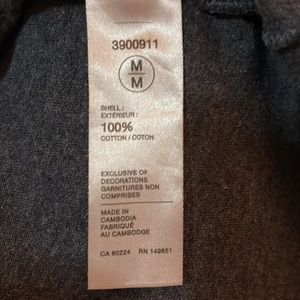 3900911
M
M
SHELL:
EXTÉRIEUR:
100%
COTTON / COTON
EXCLUSIVE OF
DECORATIONS
GARNITURES NON
COMPRISES
MADE IN
CAMBODIA
FABRIQUÉ
AU CAMBODGE
CA 60224 RN 149651